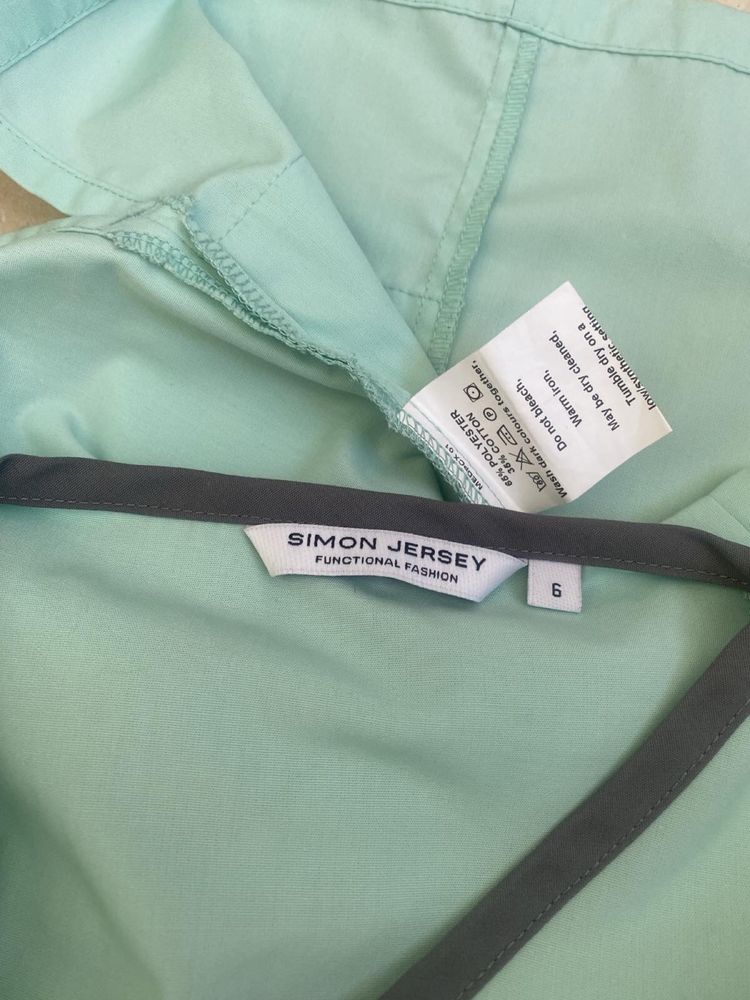 SIMON JERSEY
FUNCTIONAL FASHION
6
65% POLYESTER
35% COTTON
Wash dark colours together,
Do not bleach,
Warm iron,
May be dry cleaned,
Tumble dry on a
low/synthetic setting